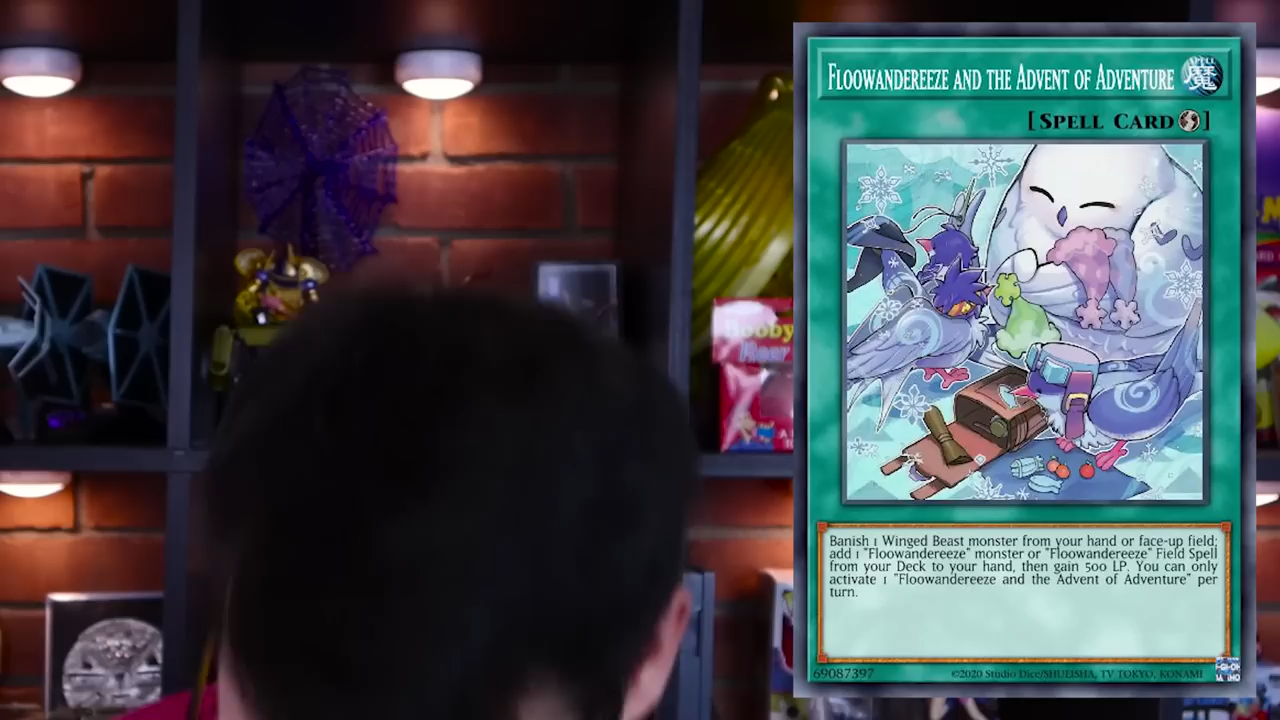 FLOOWANDEREEZE AND THE ADVENT OF ADVENTURE
SPELL
魔
[SPELL CARD]
Banish 1 Winged Beast monster from your hand or face-up field;
add 1 "Floowandereeze" monster or "Floowandereeze" Field Spell
from your Deck to your hand, then gain 500 LP. You can only
activate 1 "Floowandereeze and the Advent of Adventure" per
turn.
69087397
©2020 Studio Dice/SHUEISHA, TV TOKYO, KONAMI